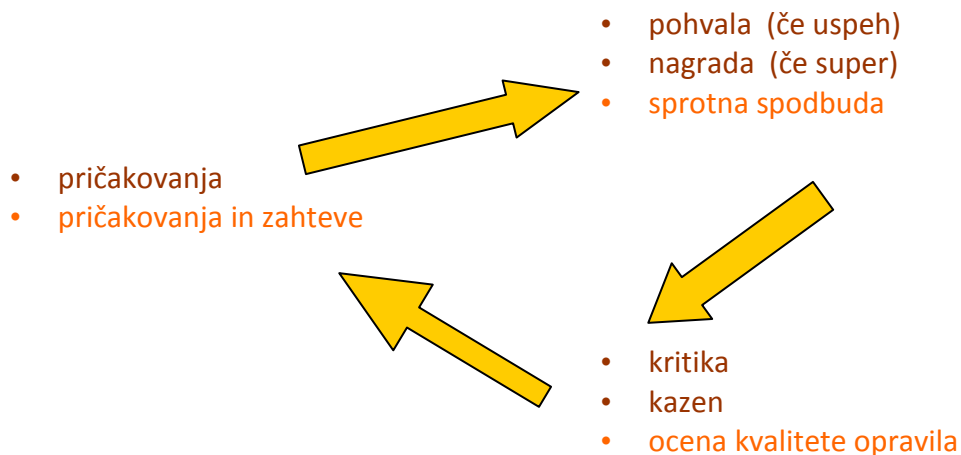 • pohvala (če uspeh)
• nagrada (če super)
• sprotna spodbuda
• pričakovanja
• pričakovanja in zahteve
• kritika
• kazen
• ocena kvalitete opravila